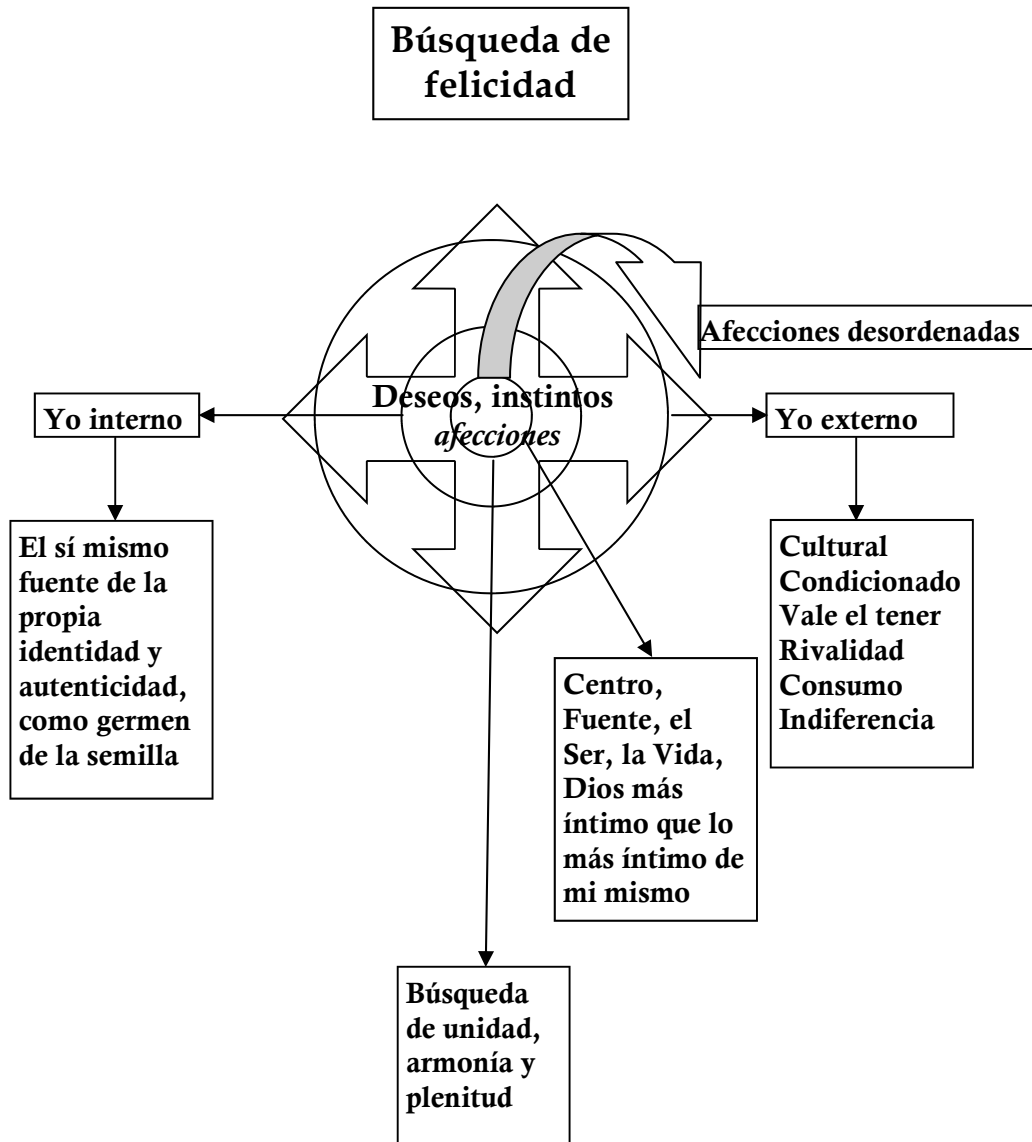 Búsqueda de
felicidad
Afecciones desordenadas
Deseos, instintos
afecciones
Yo interno
Yo externo
El sí mismo
fuente de la
propia
identidad y
autenticidad,
como germen
de la semilla
Cultural
Condicionado
Vale el tener
Rivalidad
Consumo
Indiferencia
Centro,
Fuente, el
Ser, la Vida,
Dios más
íntimo que lo
más íntimo de
mi mismo
Búsqueda
de unidad,
armonía y
plenitud